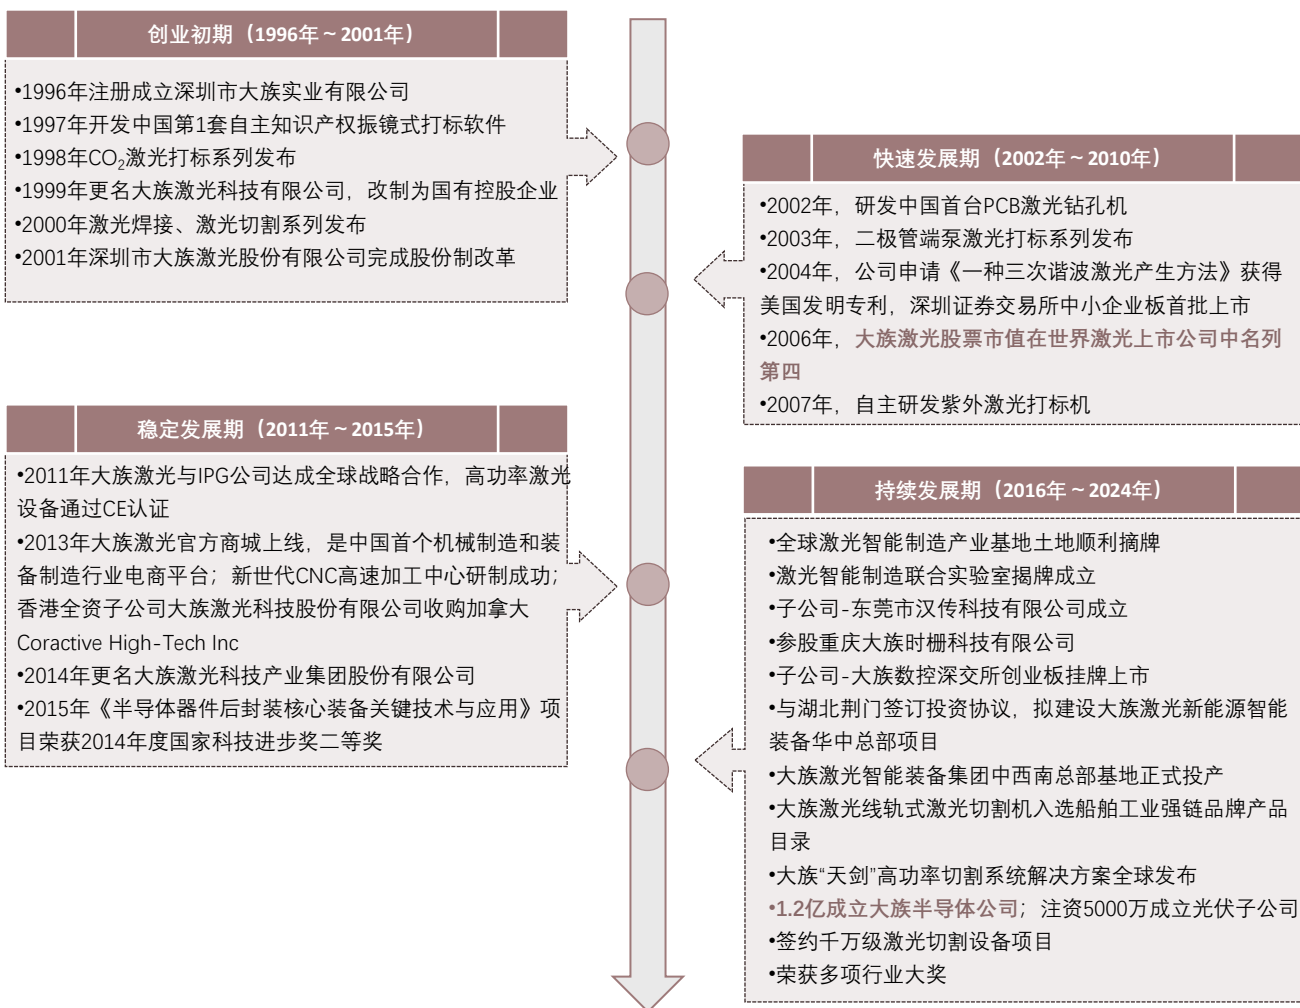 创业初期（1996年～2001年）
•1996年注册成立深圳市大族实业有限公司
•1997年开发中国第1套自主知识产权振镜式打标软件
•1998年CO₂激光打标系列发布
•1999年更名大族激光科技有限公司，改制为国有控股企业
•2000年激光焊接、激光切割系列发布
•2001年深圳市大族激光股份有限公司完成股份制改革
快速发展期（2002年～2010年）
•2002年，研发中国首台PCB激光钻孔机
•2003年，二极管端泵激光打标系列发布
•2004年，公司申请《一种三次谐波激光产生方法》获得
美国发明专利，深圳证券交易所中小企业板首批上市
•2006年，大族激光股票市值在世界激光上市公司中名列
第四
•2007年，自主研发紫外激光打标机
稳定发展期（2011年～2015年）
•2011年大族激光与IPG公司达成全球战略合作，高功率激光
设备通过CE认证
•2013年大族激光官方商城上线，是中国首个机械制造和装
备制造行业电商平台；新世代CNC高速加工中心研制成功；
香港全资子公司大族激光科技股份有限公司收购加拿大
Coractive High-Tech Inc
•2014年更名大族激光科技产业集团股份有限公司
•2015年《半导体器件后封装核心装备关键技术与应用》项
目荣获2014年度国家科技进步奖二等奖
持续发展期（2016年～2024年）
•全球激光智能制造产业基地土地顺利摘牌
•激光智能制造联合实验室揭牌成立
•子公司-东莞市汉传科技有限公司成立
•参股重庆大族时栅科技有限公司
•子公司-大族数控深交所创业板挂牌上市
•与湖北荆门签订投资协议，拟建设大族激光新能源智能
装备华中总部项目
•大族激光智能装备集团中西南总部基地正式投产
•大族激光线轨式激光切割机入选船舶工业强链品牌产品
目录
•大族“天剑”高功率切割系统解决方案全球发布
•1.2亿成立大族半导体公司；注资5000万成立光伏子公司
•签约千万级激光切割设备项目
•荣获多项行业大奖